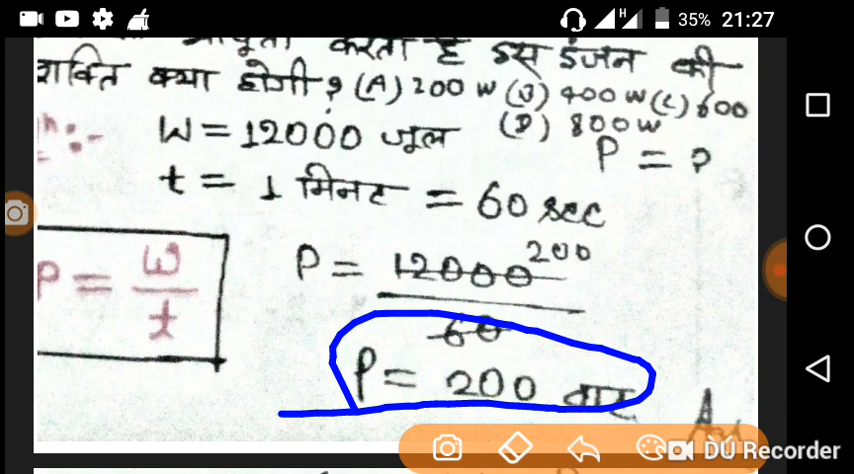 35% 21:27
करता है इस इंजन की
शक्ति क्या होगी? (A) 200 W (B) 400 W (C) 600
(D) 800 W
W = 12000 जूल
P = ?
t = 1 मिनट = 60 sec
P = W/t
P = 12000/60 200
P = 200 वाट
Ans
DU Recorder